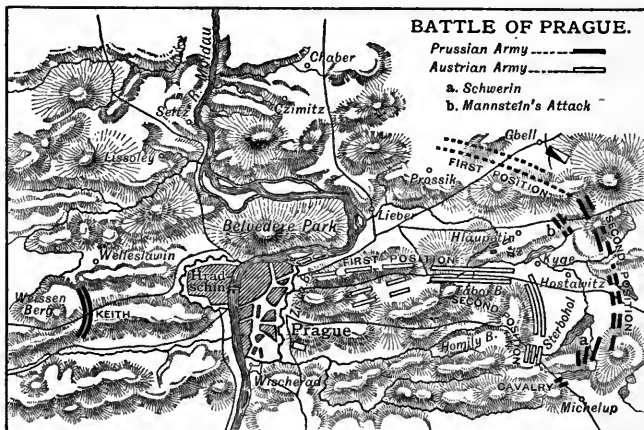 BATTLE OF PRAGUE.
Prussian Army
Austrian Army
a. Schwerin
b. Mannstein's Attack
R. Moldau
Chaber
Seltz
Czimitz
Lissoley
Gbell
FIRST POSITION
Prossik
Belvedere Park
Lieber
Hlaupetin
b
SECOND POSITION
Welleslawin
Hradschin
FIRST POSITION
Kyge
Hostawitz
Weissen Berg
KEITH
Tabor B.
SECOND
POSITION
Sterbohol
Prague
Homily B.
a
Wischerad
CAVALRY
Michelup